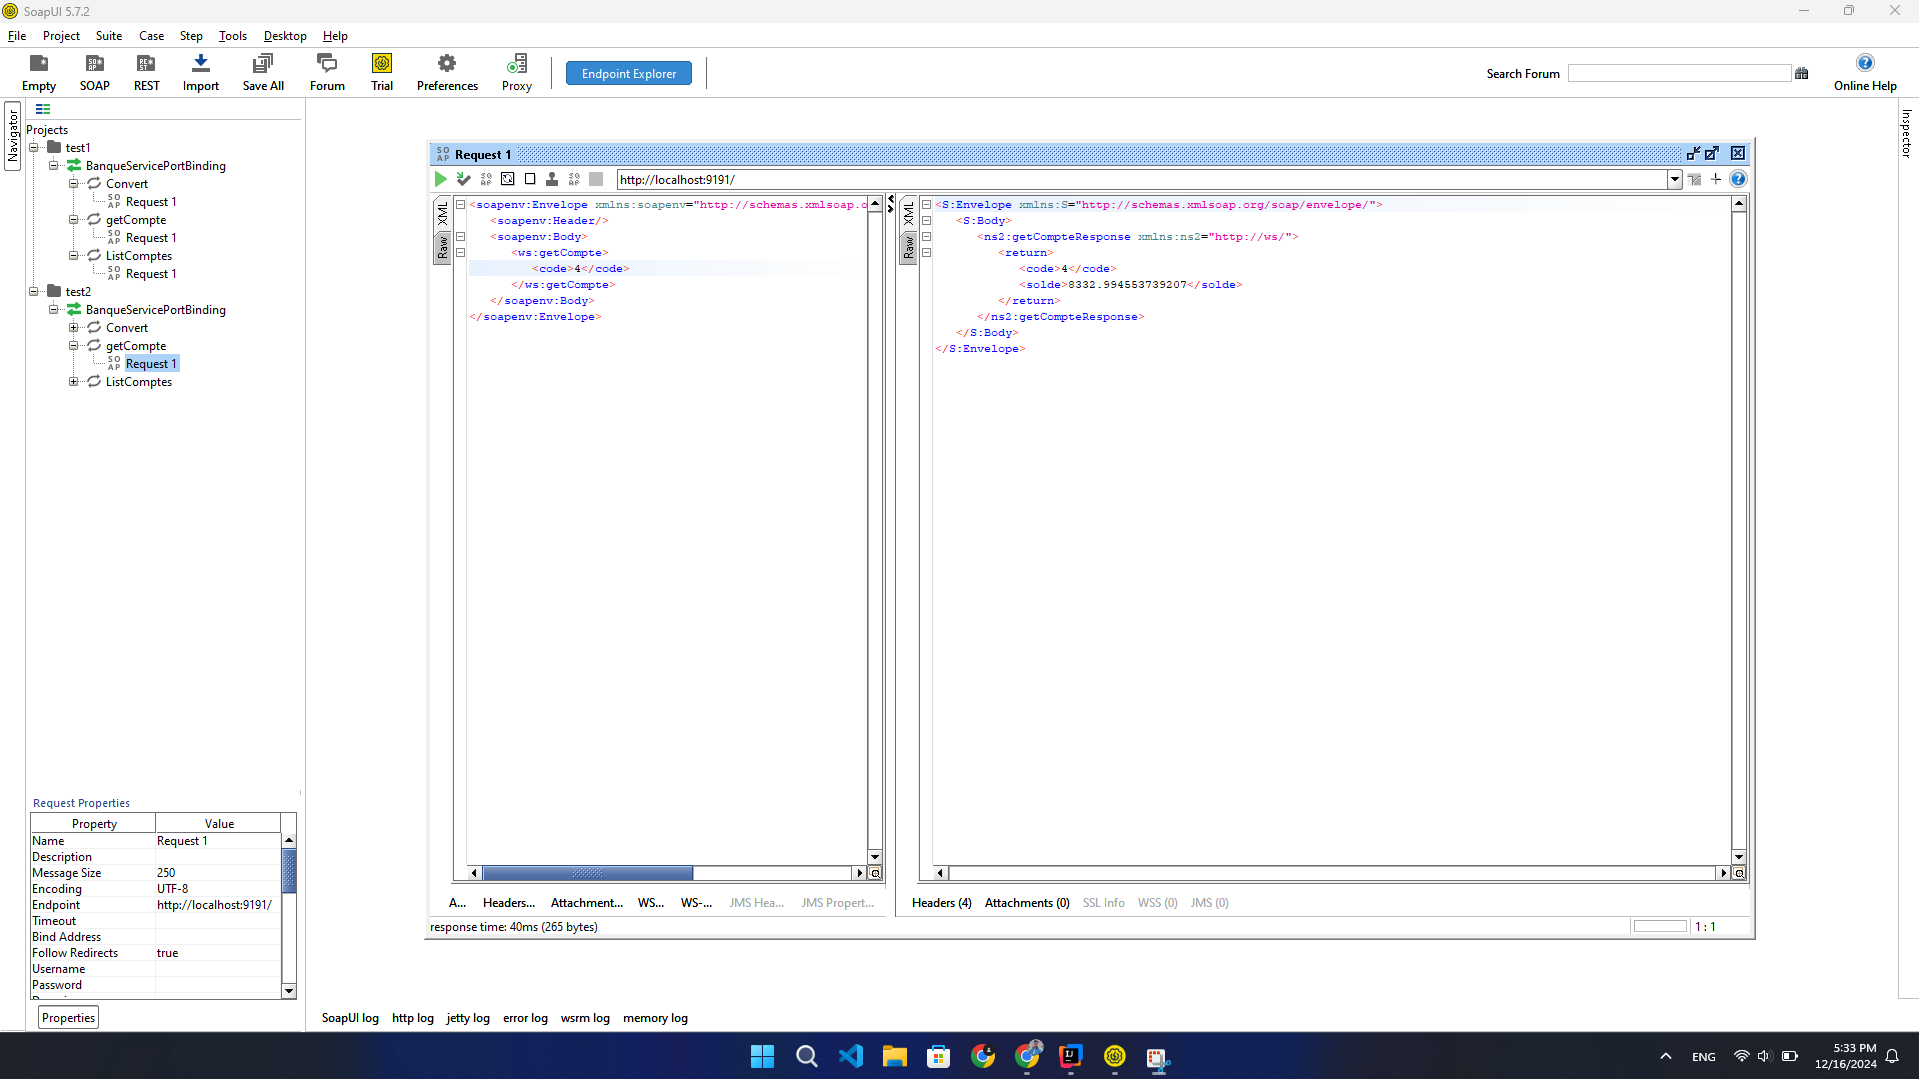 SoapUI 5.7.2
File Project Suite Case Step Tools Desktop Help
Empty SOAP REST Import Save All Forum Trial Preferences Proxy Endpoint Explorer Search Forum Online Help
Navigator
Inspector
Projects
test1
BanqueServicePortBinding
Convert
Request 1
getCompte
Request 1
ListComptes
Request 1
test2
BanqueServicePortBinding
Convert
getCompte
Request 1
ListComptes
Request 1
http://localhost:9191/
XML
Raw
<soapenv:Envelope xmlns:soapenv="http://schemas.xmlsoap.o
<soapenv:Header/>
<soapenv:Body>
<ws:getCompte>
<code>4</code>
</ws:getCompte>
</soapenv:Body>
</soapenv:Envelope>
XML
Raw
<S:Envelope xmlns:S="http://schemas.xmlsoap.org/soap/envelope/">
<S:Body>
<ns2:getCompteResponse xmlns:ns2="http://ws/">
<return>
<code>4</code>
<solde>8332.994553739207</solde>
</return>
</ns2:getCompteResponse>
</S:Body>
</S:Envelope>
A... Headers... Attachment... WS... WS-... JMS Hea... JMS Propert...
Headers (4) Attachments (0) SSL Info WSS (0) JMS (0)
response time: 40ms (265 bytes)
1 : 1
Request Properties
Property Value
Name Request 1
Description
Message Size 250
Encoding UTF-8
Endpoint http://localhost:9191/
Timeout
Bind Address
Follow Redirects true
Username
Password
Properties
SoapUI log http log jetty log error log wsrm log memory log
ENG
5:33 PM
12/16/2024